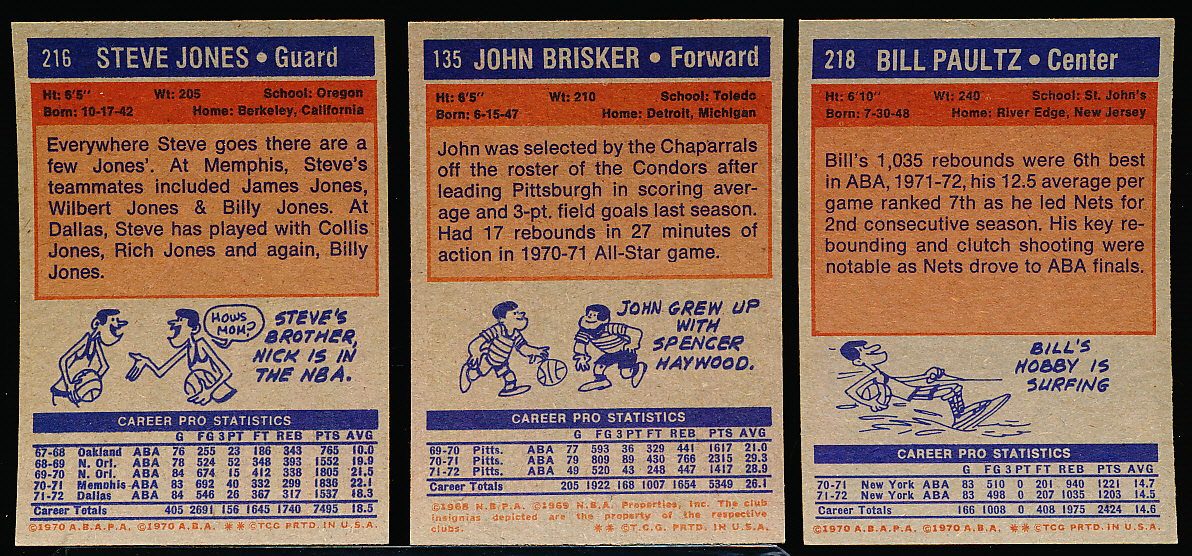 216 STEVE JONES • Guard
Ht: 6'5" Wt: 205 School: Oregon
Born: 10-17-42 Home: Berkeley, California
Everywhere Steve goes there are a
few Jones'. At Memphis, Steve's
teammates included James Jones,
Wilbert Jones & Billy Jones. At
Dallas, Steve has played with Collis
Jones, Rich Jones and again, Billy
Jones.
HOWS
MOM?
STEVE'S
BROTHER,
NICK IS IN
THE NBA.
CAREER PRO STATISTICS
G FG 3 PT FT REB PTS AVG
67-68 Oakland ABA 76 255 23 186 343 765 10.0
68-69 N. Orl. ABA 78 524 52 348 393 1552 19.9
69-70 N. Orl. ABA 84 674 15 412 338 1805 21.5
70-71 Memphis ABA 83 692 40 332 299 1836 22.1
71-72 Dallas ABA 84 546 26 367 317 1537 18.3
Career Totals 405 2691 156 1645 1740 7495 18.5
©1970 A.B.A.P.A. ©1970 A.B.A. ** ©TCG PRTD. IN U.S.A.
135 JOHN BRISKER • Forward
Ht: 6'5" Wt: 210 School: Toledo
Born: 6-15-47 Home: Detroit, Michigan
John was selected by the Chaparrals
off the roster of the Condors after
leading Pittsburgh in scoring aver-
age and 3-pt. field goals last season.
Had 17 rebounds in 27 minutes of
action in 1970-71 All-Star game.
JOHN GREW UP
WITH
SPENCER
HAYWOOD.
CAREER PRO STATISTICS
G FG 3 PT FT REB PTS AVG
69-70 Pitts. ABA 77 593 36 329 441 1617 21.0
70-71 Pitts. ABA 79 809 89 430 766 2315 29.3
71-72 Pitts. ABA 49 520 43 248 447 1417 28.9
Career Totals 205 1922 168 1007 1654 5349 26.1
©1968 N.B.P.A. ©1969 N.B.A. Properties, Inc. The club
insignias depicted are the property of the respective
clubs. ** ©T.C.G. PRTD. IN U.S.A.
218 BILL PAULTZ • Center
Ht: 6'10" Wt: 240 School: St. John's
Born: 7-30-48 Home: River Edge, New Jersey
Bill's 1,035 rebounds were 6th best
in ABA, 1971-72, his 12.5 average per
game ranked 7th as he led Nets for
2nd consecutive season. His key re-
bounding and clutch shooting were
notable as Nets drove to ABA finals.
BILL'S
HOBBY IS
SURFING
CAREER PRO STATISTICS
G FG 3 PT FT REB PTS AVG
70-71 New York ABA 83 510 0 201 940 1221 14.7
71-72 New York ABA 83 498 0 207 1035 1203 14.5
Career Totals 166 1008 0 408 1975 2424 14.6
©1970 A.B.A.P.A. ©1970 A.B.A. ** ©TCG PRTD. IN U.S.A.